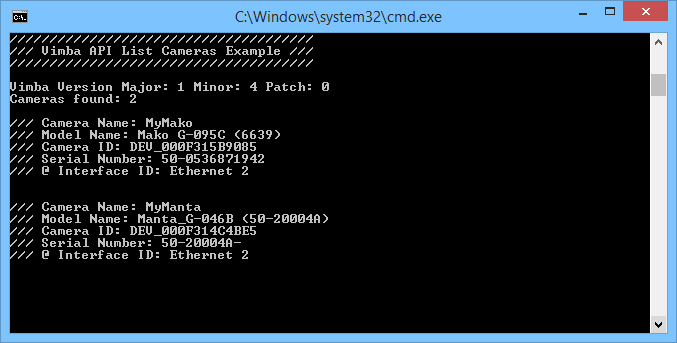 C:\Windows\system32\cmd.exe
//////////////////////////////////////
/// Vimba API List Cameras Example ///
//////////////////////////////////////
Vimba Version Major: 1 Minor: 4 Patch: 0
Cameras found: 2
/// Camera Name: MyMako
/// Model Name: Mako G-095C (6639)
/// Camera ID: DEV_000F315B9085
/// Serial Number: 50-0536871942
/// @ Interface ID: Ethernet 2
/// Camera Name: MyManta
/// Model Name: Manta_G-046B (50-20004A)
/// Camera ID: DEV_000F314C4BE5
/// Serial Number: 50-20004A-
/// @ Interface ID: Ethernet 2